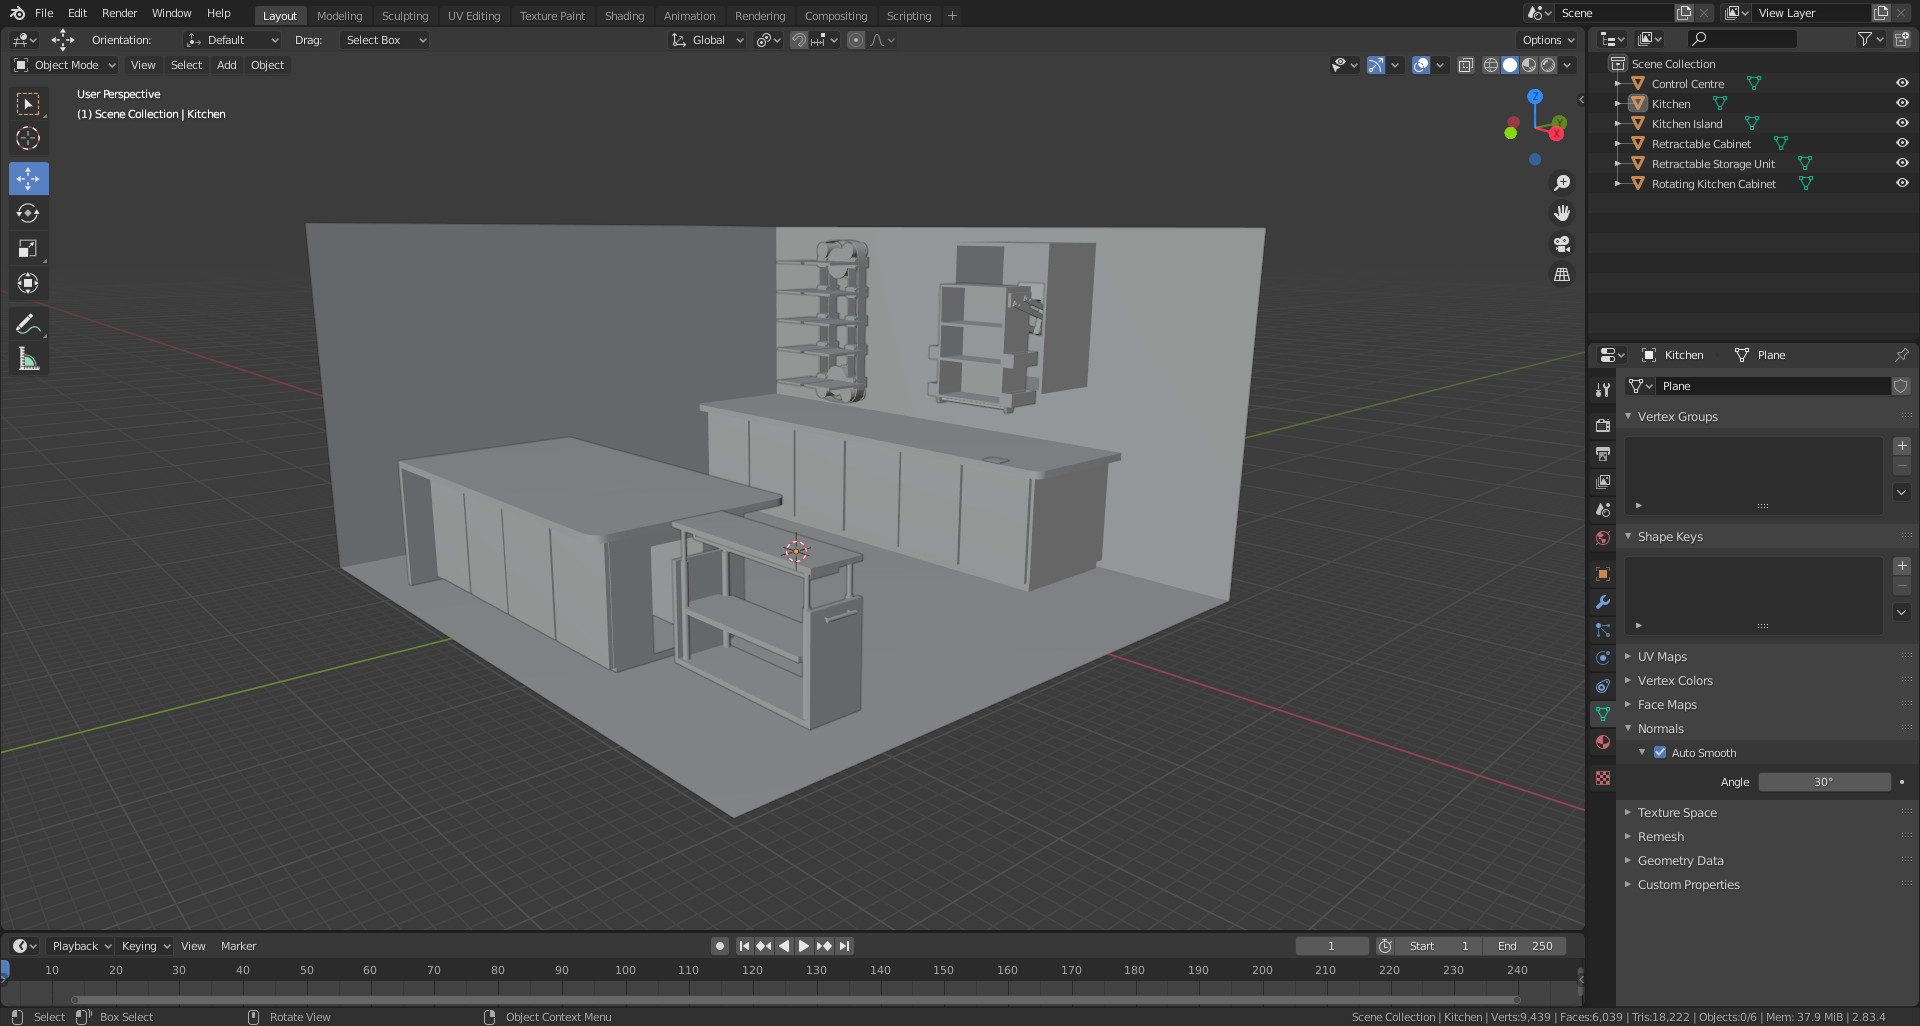 File Edit Render Window Help Layout Modeling Sculpting UV Editing Texture Paint Shading Animation Rendering Compositing Scripting Scene View Layer
Orientation: Default Drag: Select Box Global Options
Object Mode View Select Add Object
User Perspective
(1) Scene Collection | Kitchen
Z
Y
X
Scene Collection
Control Centre
Kitchen
Kitchen Island
Retractable Cabinet
Retractable Storage Unit
Rotating Kitchen Cabinet
Kitchen Plane
Plane
Vertex Groups
Shape Keys
UV Maps
Vertex Colors
Face Maps
Normals
Auto Smooth
Angle 30°
Texture Space
Remesh
Geometry Data
Custom Properties
Playback Keying View Marker 1 Start 1 End 250
10 20 30 40 50 60 70 80 90 100 110 120 130 140 150 160 170 180 190 200 210 220 230 240
Select Box Select Rotate View Object Context Menu Scene Collection | Kitchen | Verts:9,439 | Faces:6,039 | Tris:18,222 | Objects:0/6 | Mem: 37.9 MiB | 2.83.4